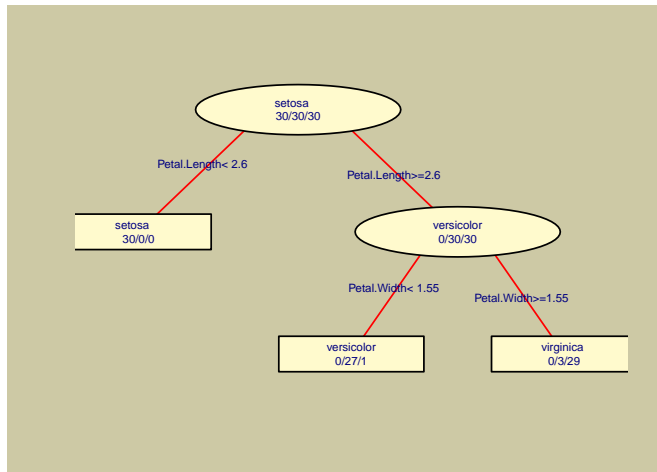 setosa
30/30/30
Petal.Length< 2.6
Petal.Length>=2.6
setosa
30/0/0
versicolor
0/30/30
Petal.Width< 1.55
Petal.Width>=1.55
versicolor
0/27/1
virginica
0/3/29